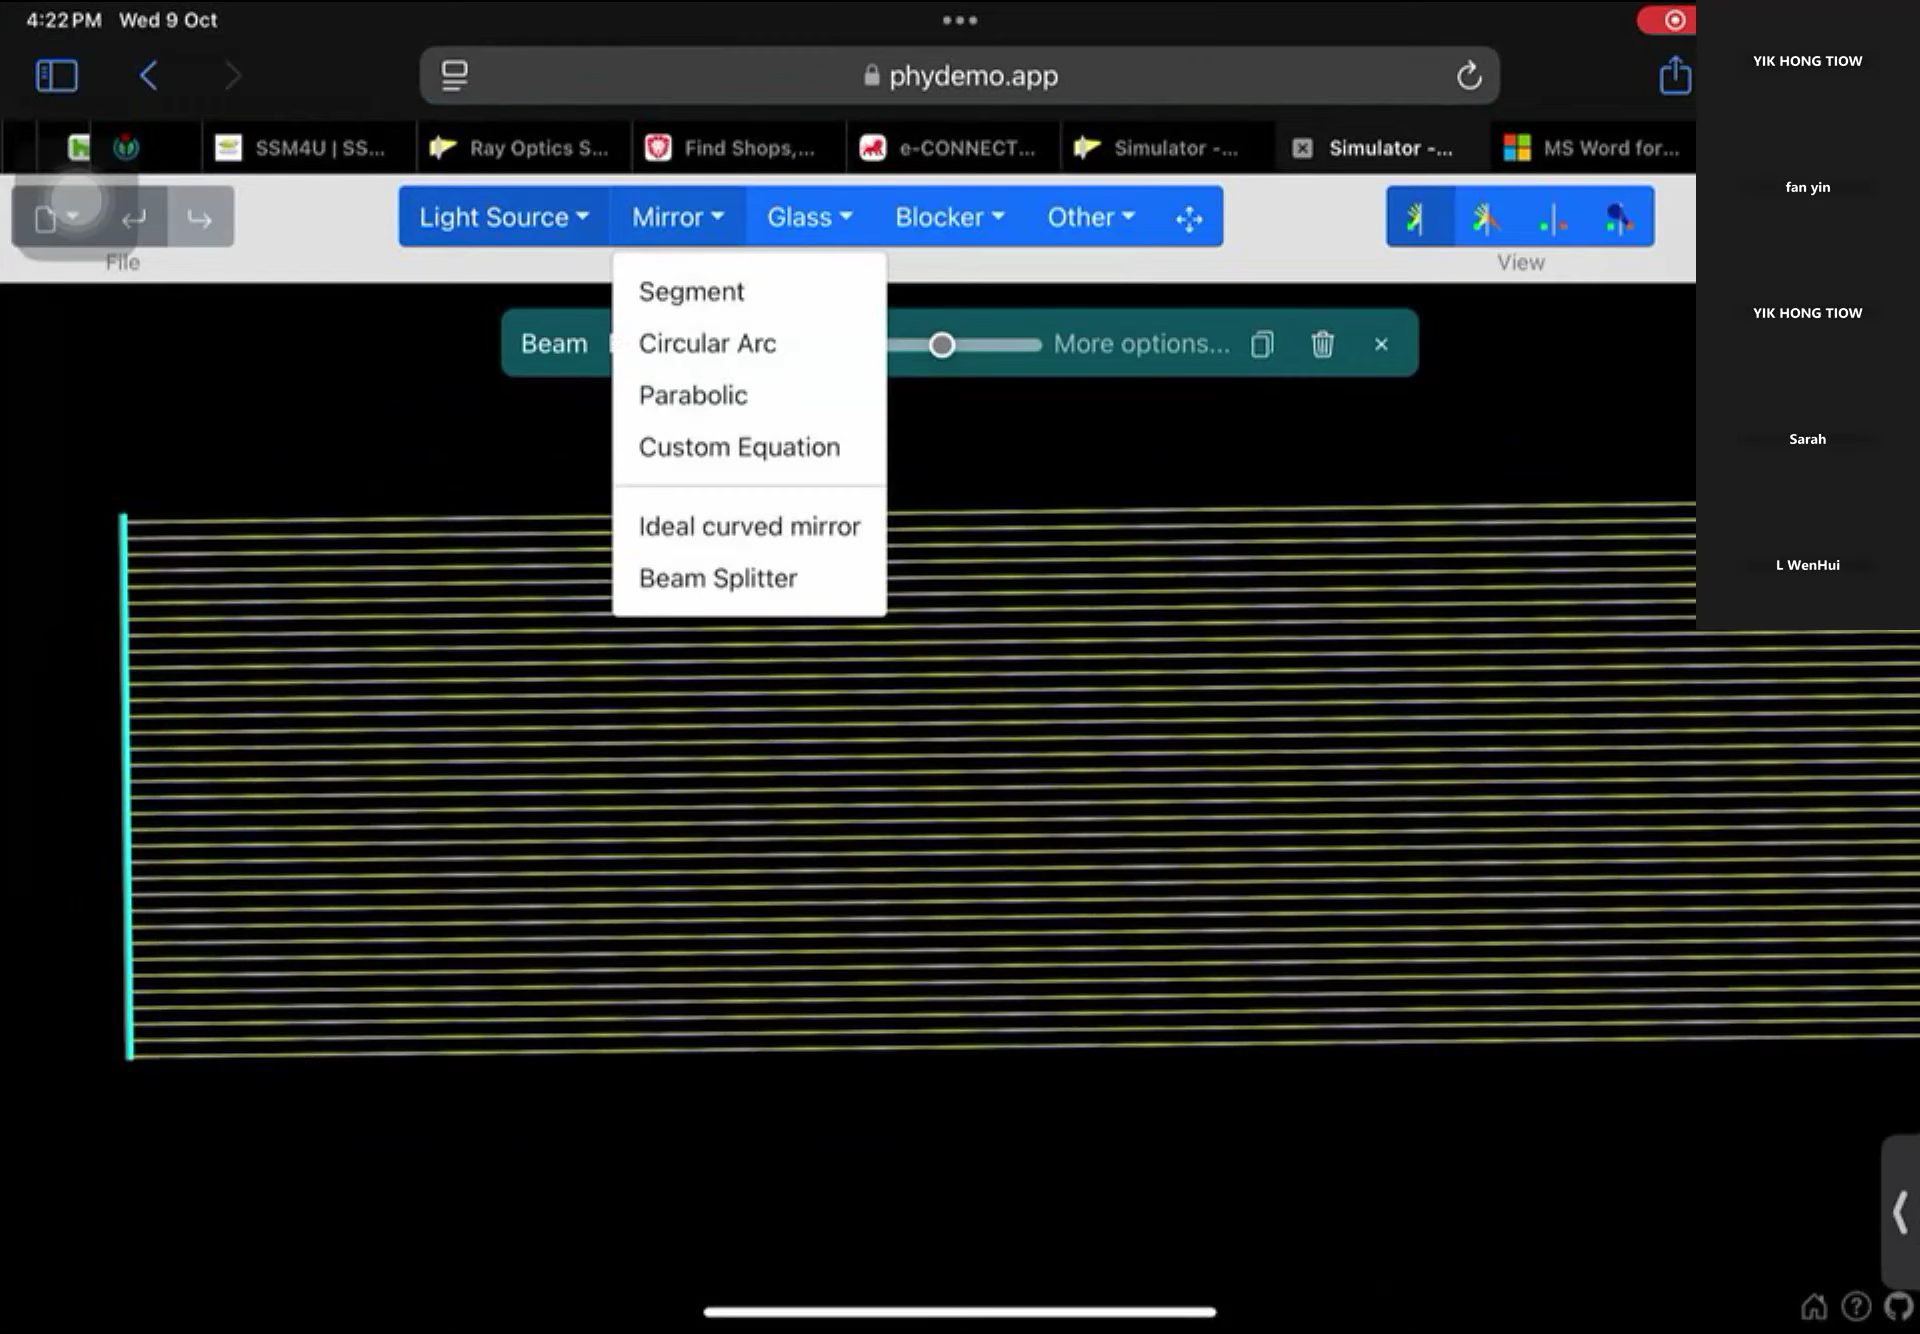 4:22 PM Wed 9 Oct
phydemo.app
SSM4U | SS...
Ray Optics S...
Find Shops,...
e-CONNECT...
Simulator -...
Simulator -...
MS Word for...
File
Light Source
Mirror
Glass
Blocker
Other
View
Segment
Circular Arc
Parabolic
Custom Equation
Ideal curved mirror
Beam Splitter
Beam
More options...
YIK HONG TIOW
fan yin
YIK HONG TIOW
Sarah
L WenHui